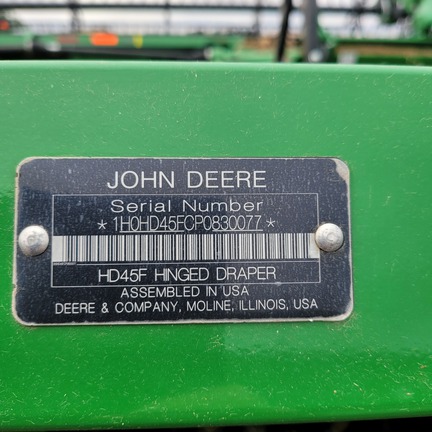 JOHN DEERE
Serial Number
*1H0HD45FCP0830077*
HD45F HINGED DRAPER
ASSEMBLED IN USA
DEERE & COMPANY, MOLINE, ILLINOIS, USA